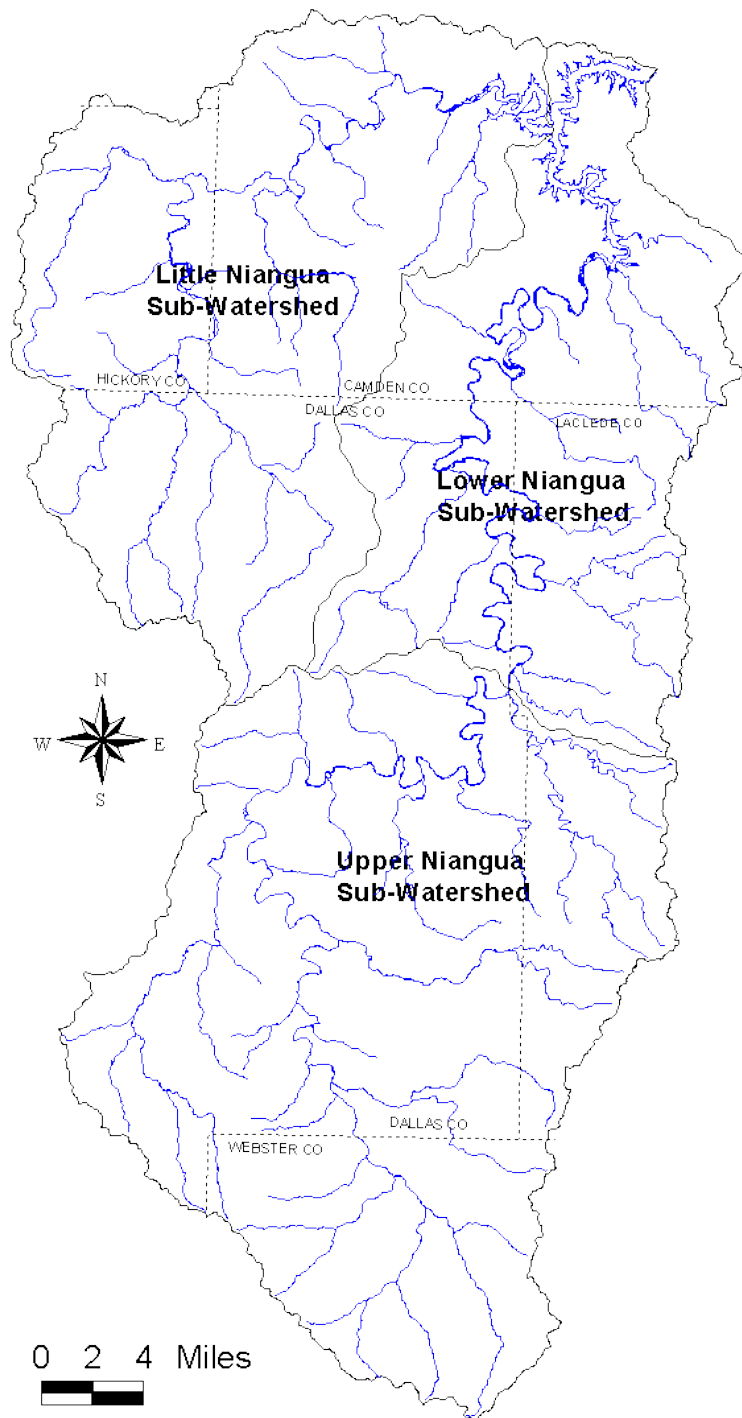 Little Niangua
Sub-Watershed
HICKORY CO
CAMDEN CO
DALLAS CO
LACLEDE CO
Lower Niangua
Sub-Watershed
N
W E
S
Upper Niangua
Sub-Watershed
DALLAS CO
WEBSTER CO
0 2 4 Miles